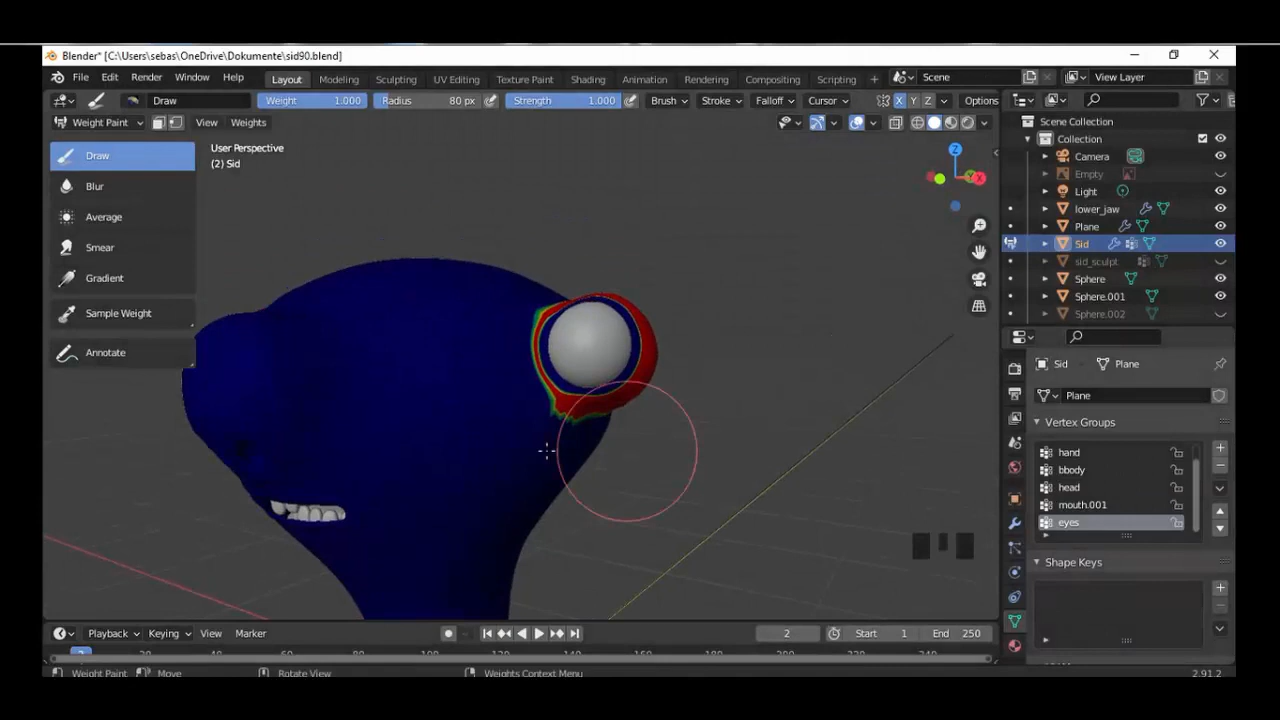 Blender* [C:\Users\sebas\OneDrive\Dokumente\sid90.blend]
File Edit Render Window Help Layout Modeling Sculpting UV Editing Texture Paint Shading Animation Rendering Compositing Scripting + Scene View Layer
Draw Weight 1.000 Radius 80 px Strength 1.000 Brush Stroke Falloff Cursor X Y Z Options
Weight Paint View Weights
Scene Collection
Collection
Camera
Empty
Light
lower_jaw
Plane
Sid
sid_sculpt
Sphere
Sphere.001
Sphere.002
User Perspective
(2) Sid
Z
Y
X
Draw
Blur
Average
Smear
Gradient
Sample Weight
Annotate
Sid Plane
Plane
Vertex Groups
hand
bbody
head
mouth.001
eyes
Shape Keys
Playback Keying View Marker 2 Start 1 End 250
Weight Paint Move Rotate View Weights Context Menu 2.91.2